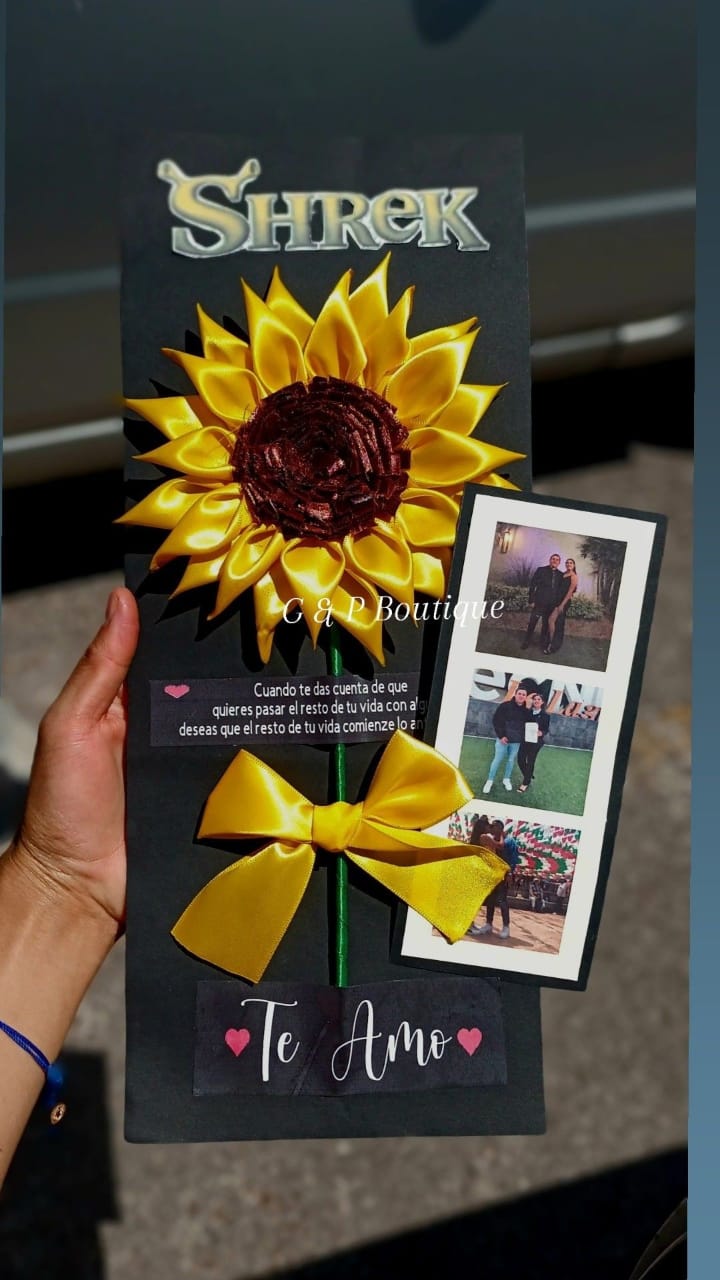 SHREK
G & P Boutique
Cuando te das cuenta de que
quieres pasar el resto de tu vida con
deseas que el resto de tu vida comienze lo
Te Amo